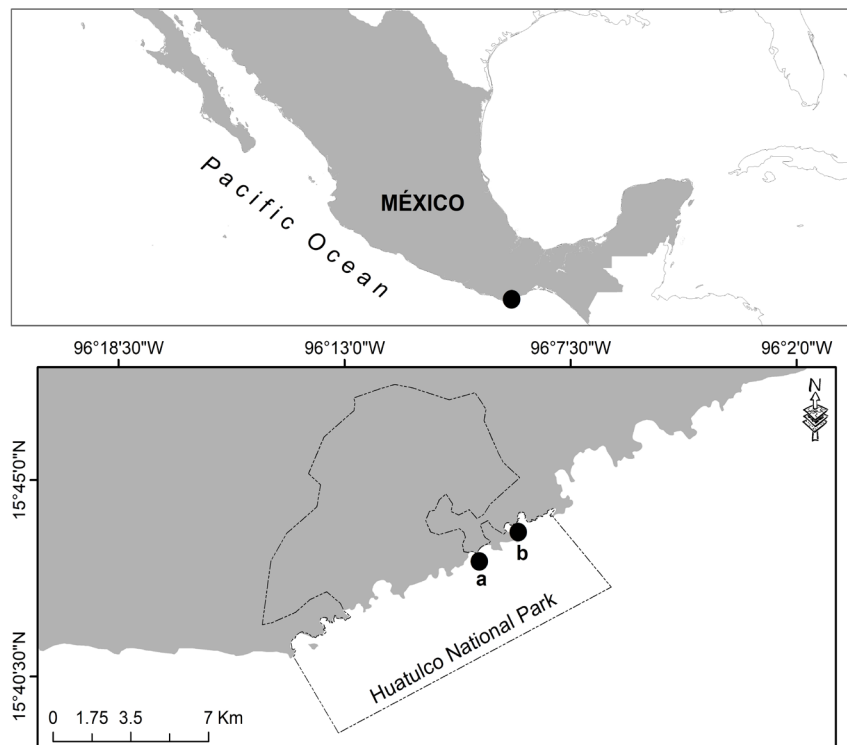 MÉXICO
Pacific Ocean
96°18'30"W 96°13'0"W 96°7'30"W 96°2'0"W
N
15°45'0"N
b
a
Huatulco National Park
15°40'30"N
0 1.75 3.5 7 Km